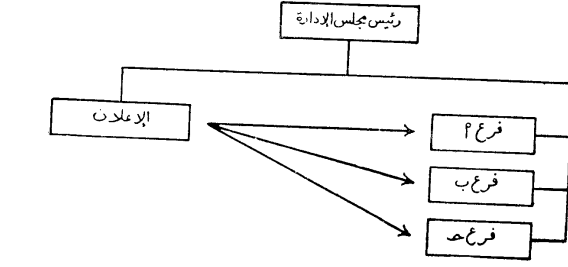 رئيس مجلس الإدارة
الإعلان
فرع أ
فرع ب
فرع حـ